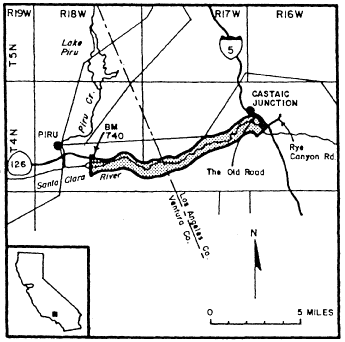 R19W R18W R17W R16W
T5N
Lake
Piru
5
Piru Cr.
CASTAIC
JUNCTION
T4N
PIRU
BM
740
126
Rye
Canyon Rd.
The Old Road
Santa Clara River
Los Angeles Co.
Ventura Co.
N
0 5 MILES